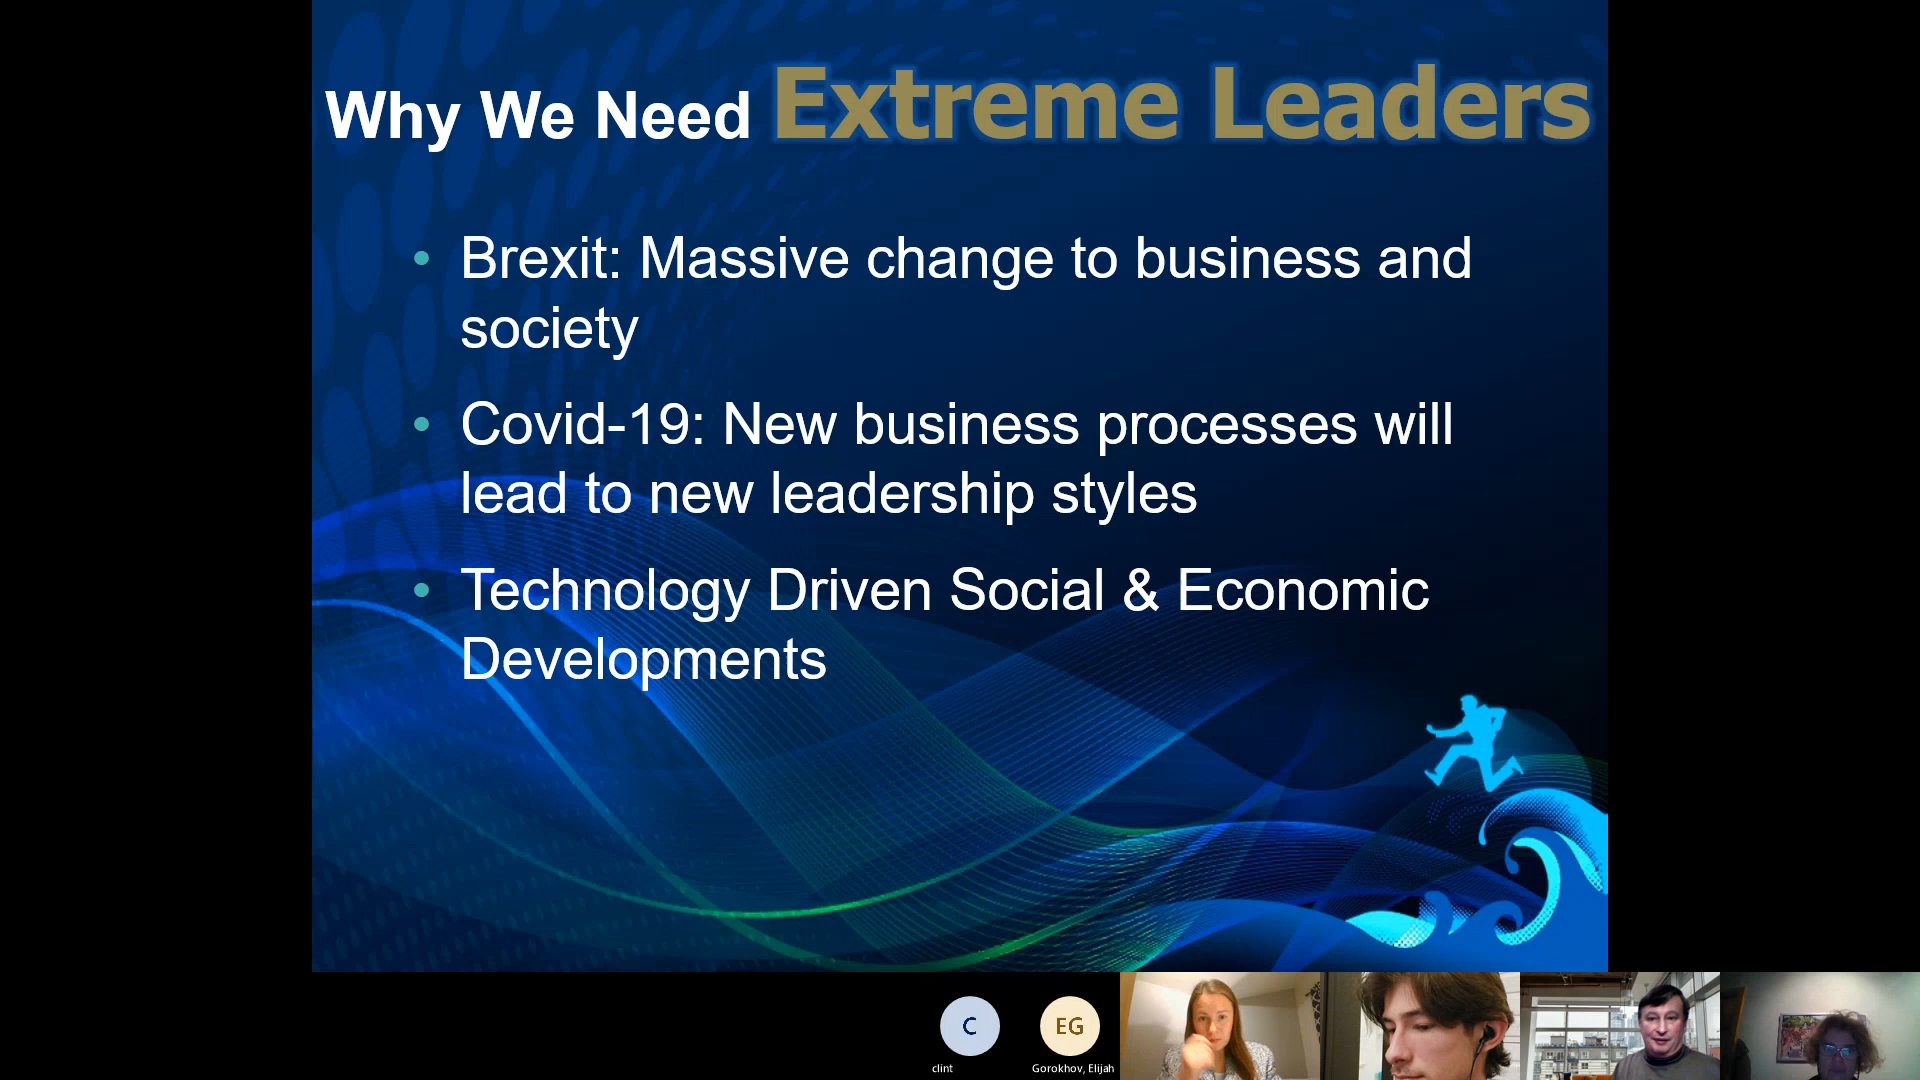 Why We Need Extreme Leaders
• Brexit: Massive change to business and
society
• Covid-19: New business processes will
lead to new leadership styles
• Technology Driven Social & Economic
Developments
C
EG
clint
Gorokhov, Elijah